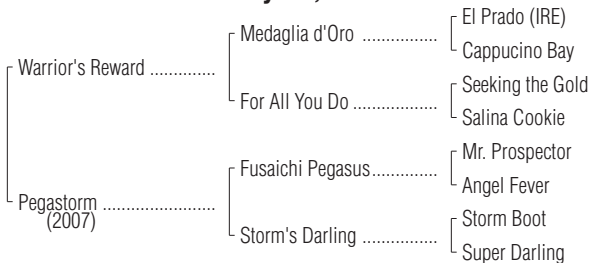 El Prado (IRE)
Medaglia d'Oro ................
Cappucino Bay
Warrior's Reward ..............
Seeking the Gold
For All You Do ..................
Salina Cookie
Mr. Prospector
Fusaichi Pegasus..............
Angel Fever
Pegastorm ........................
(2007)
Storm Boot
Storm's Darling ................
Super Darling